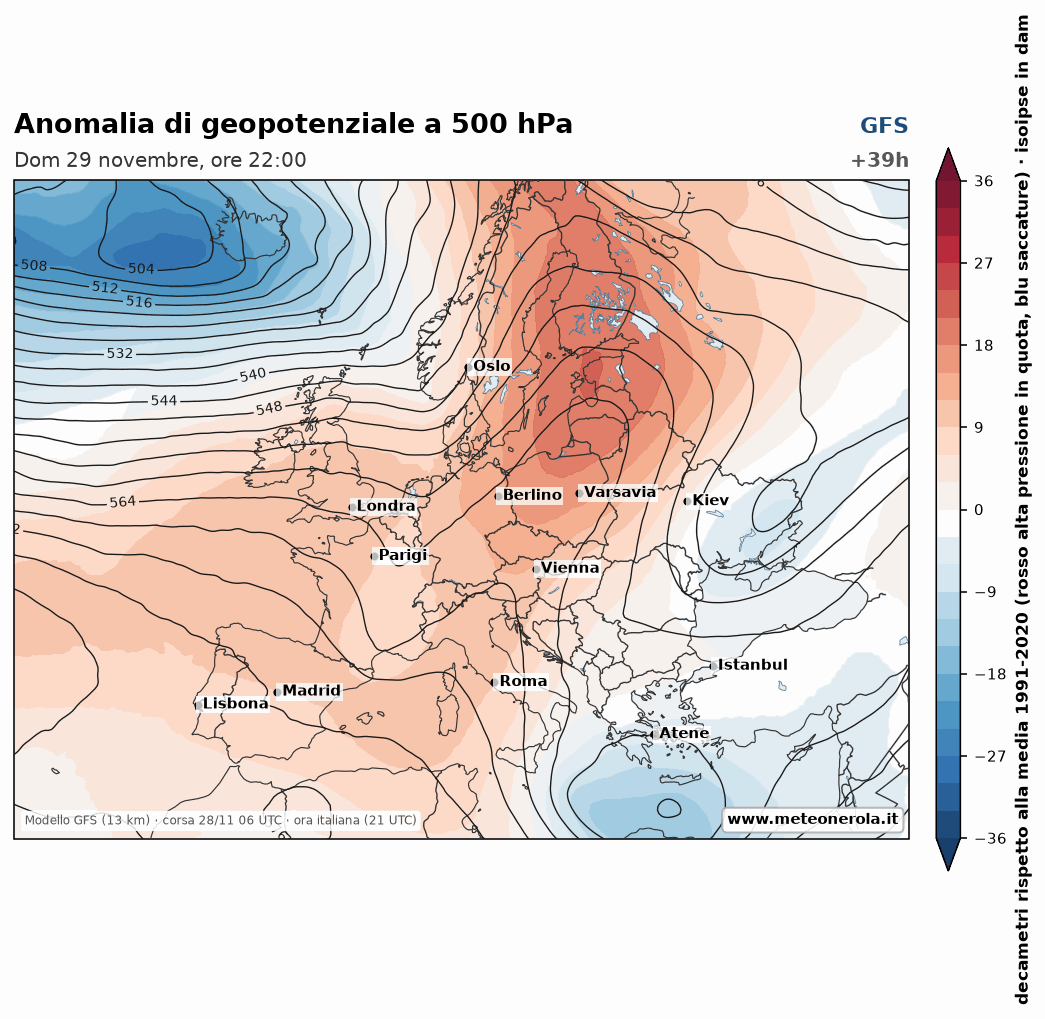 Anomalia di geopotenziale a 500 hPa
GFS
Dom 29 novembre, ore 22:00
+39h
508
504
512
516
532
540
544
548
564
2
Oslo
Londra
Berlino
Varsavia
Kiev
Parigi
Vienna
Istanbul
Roma
Madrid
Lisbona
Atene
Modello GFS (13 km) · corsa 28/11 06 UTC · ora italiana (21 UTC)
www.meteonerola.it
36
27
18
9
0
−9
−18
−27
−36
decametri rispetto alla media 1991-2020 (rosso alta pressione in quota, blu saccature) · isoipse in dam